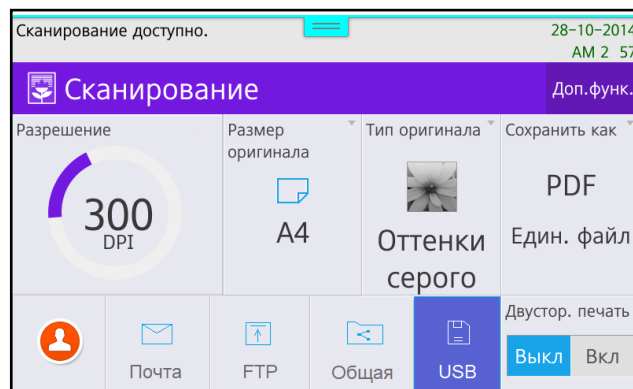 Сканирование доступно.
28-10-2014
AM 2 57
Сканирование
Доп.функ.
Разрешение
300
DPI
Размер
оригинала
A4
Тип оригинала
Оттенки
серого
Сохранить как
PDF
Един. файл
Почта
FTP
Общая
USB
Двустор. печать
Выкл Вкл